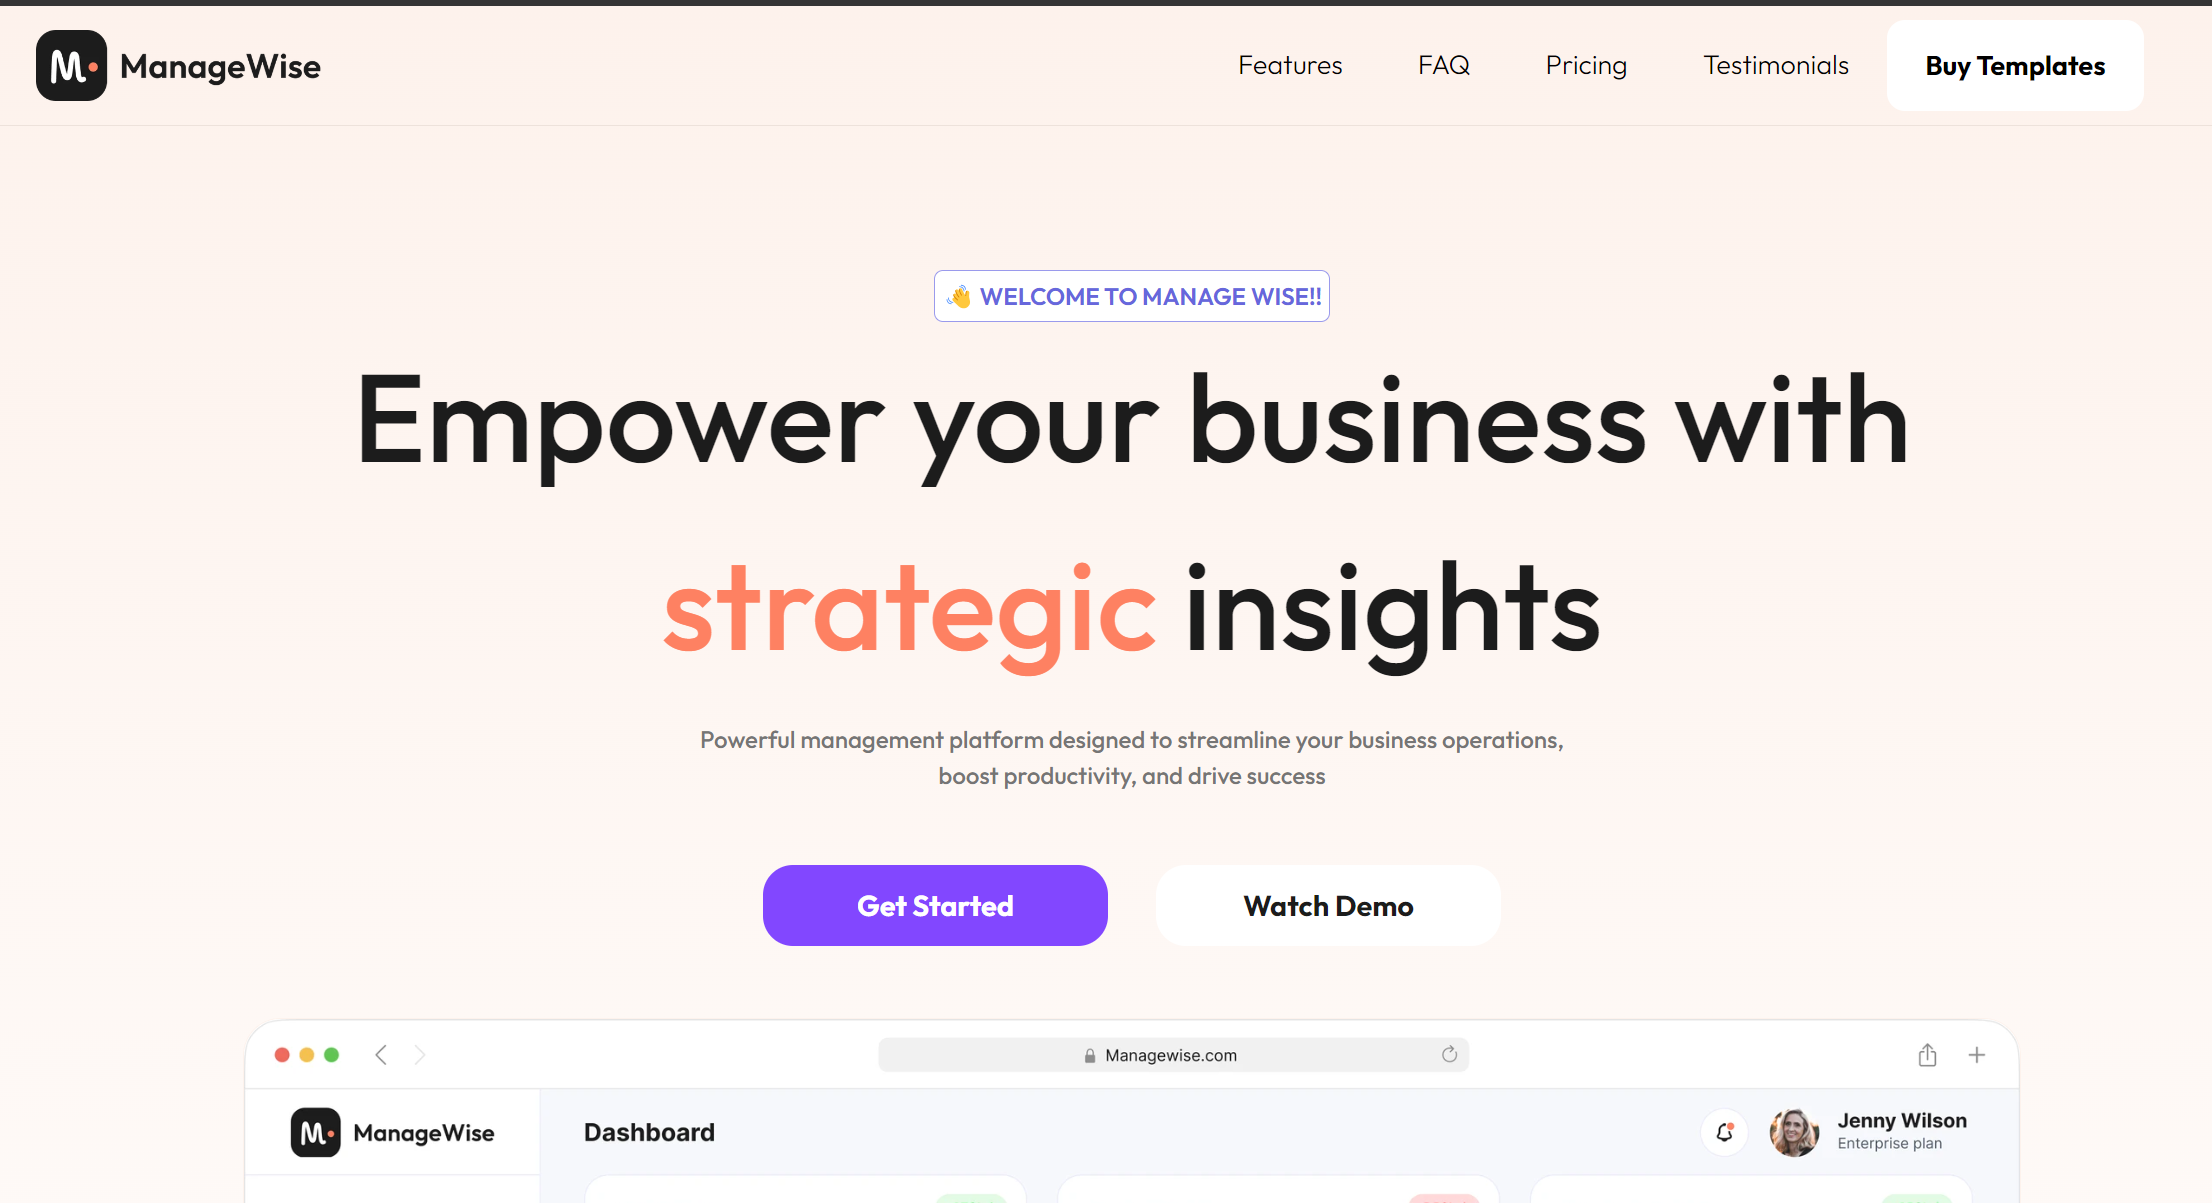 M. ManageWise
Features
FAQ
Pricing
Testimonials
Buy Templates
👋 WELCOME TO MANAGE WISE!!
Empower your business with
strategic insights
Powerful management platform designed to streamline your business operations,
boost productivity, and drive success
Get Started
Watch Demo
Managewise.com
M. ManageWise
Dashboard
Jenny Wilson
Enterprise plan